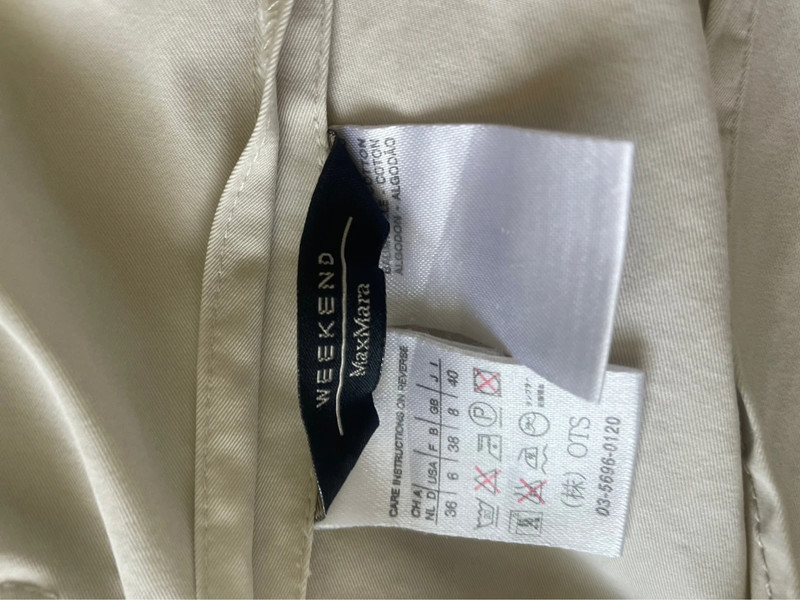 WEEKEND
MaxMara
COTTON
- COTON
ALGODON - ALGODÃO
CARE INSTRUCTIONS ON REVERSE
CH A
NL D USA F B GB J I
36 6 38 8 40
P
(株) OTS
03-5696-0120